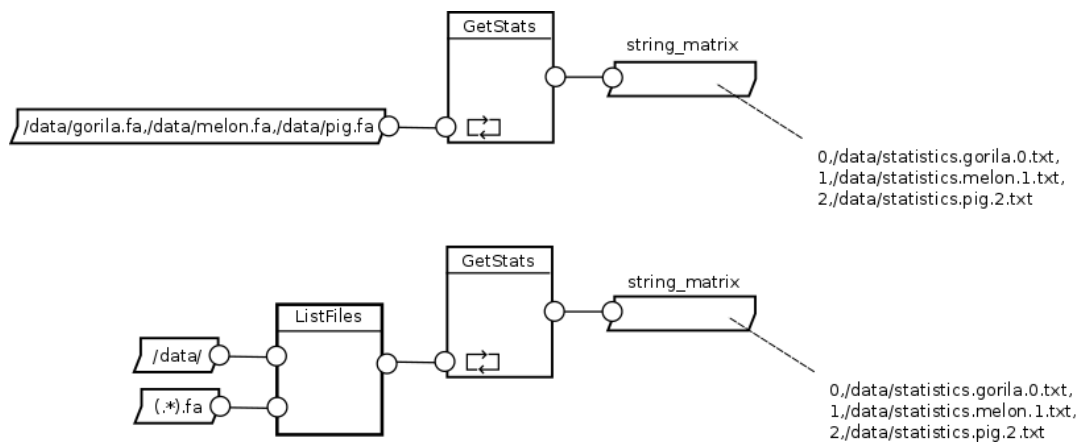 GetStats
string_matrix
/data/gorila.fa,/data/melon.fa,/data/pig.fa
0,/data/statistics.gorila.0.txt,
1,/data/statistics.melon.1.txt,
2,/data/statistics.pig.2.txt
GetStats
string_matrix
ListFiles
/data/
(.*).fa
0,/data/statistics.gorila.0.txt,
1,/data/statistics.melon.1.txt,
2,/data/statistics.pig.2.txt